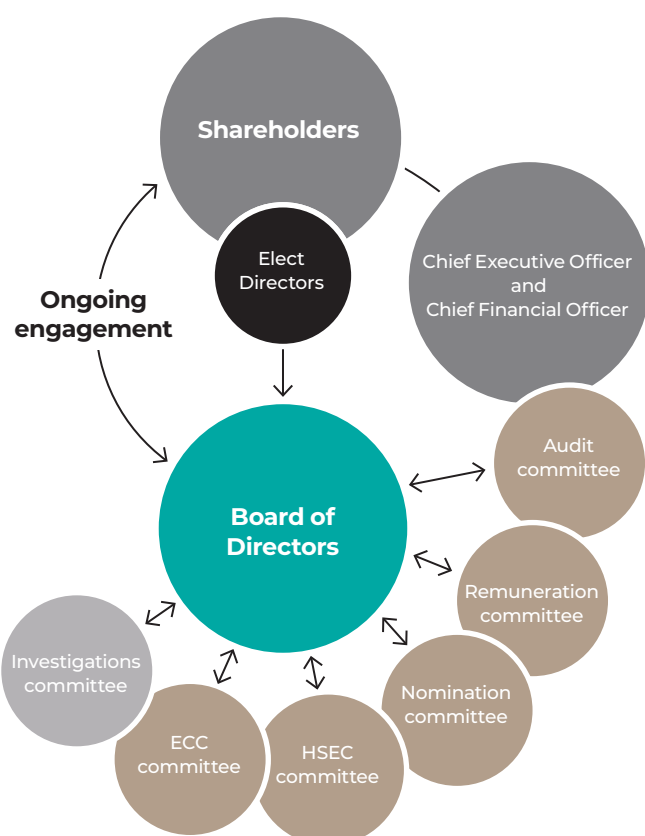 Shareholders
Elect
Directors
Chief Executive Officer
and
Chief Financial Officer
Ongoing
engagement
Audit
committee
Board of
Directors
Remuneration
committee
Investigations
committee
Nomination
committee
ECC
committee
HSEC
committee